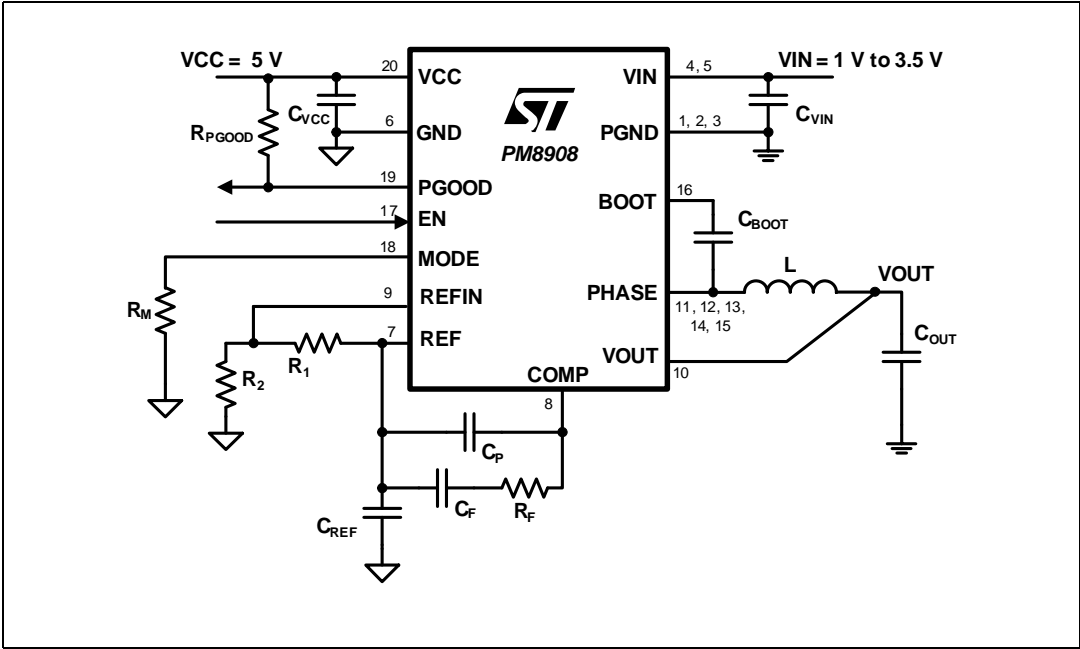 VCC = 5 V
VIN = 1 V to 3.5 V
20
VCC
VIN
4, 5
CVCC
CVIN
RPGOOD
6
GND
ST
PM8908
PGND
1, 2, 3
19
PGOOD
BOOT
16
17
EN
CBOOT
18
MODE
L
VOUT
9
REFIN
PHASE
11, 12, 13,
14, 15
RM
7
REF
R1
R2
VOUT
10
COUT
COMP
8
CP
CF
RF
CREF